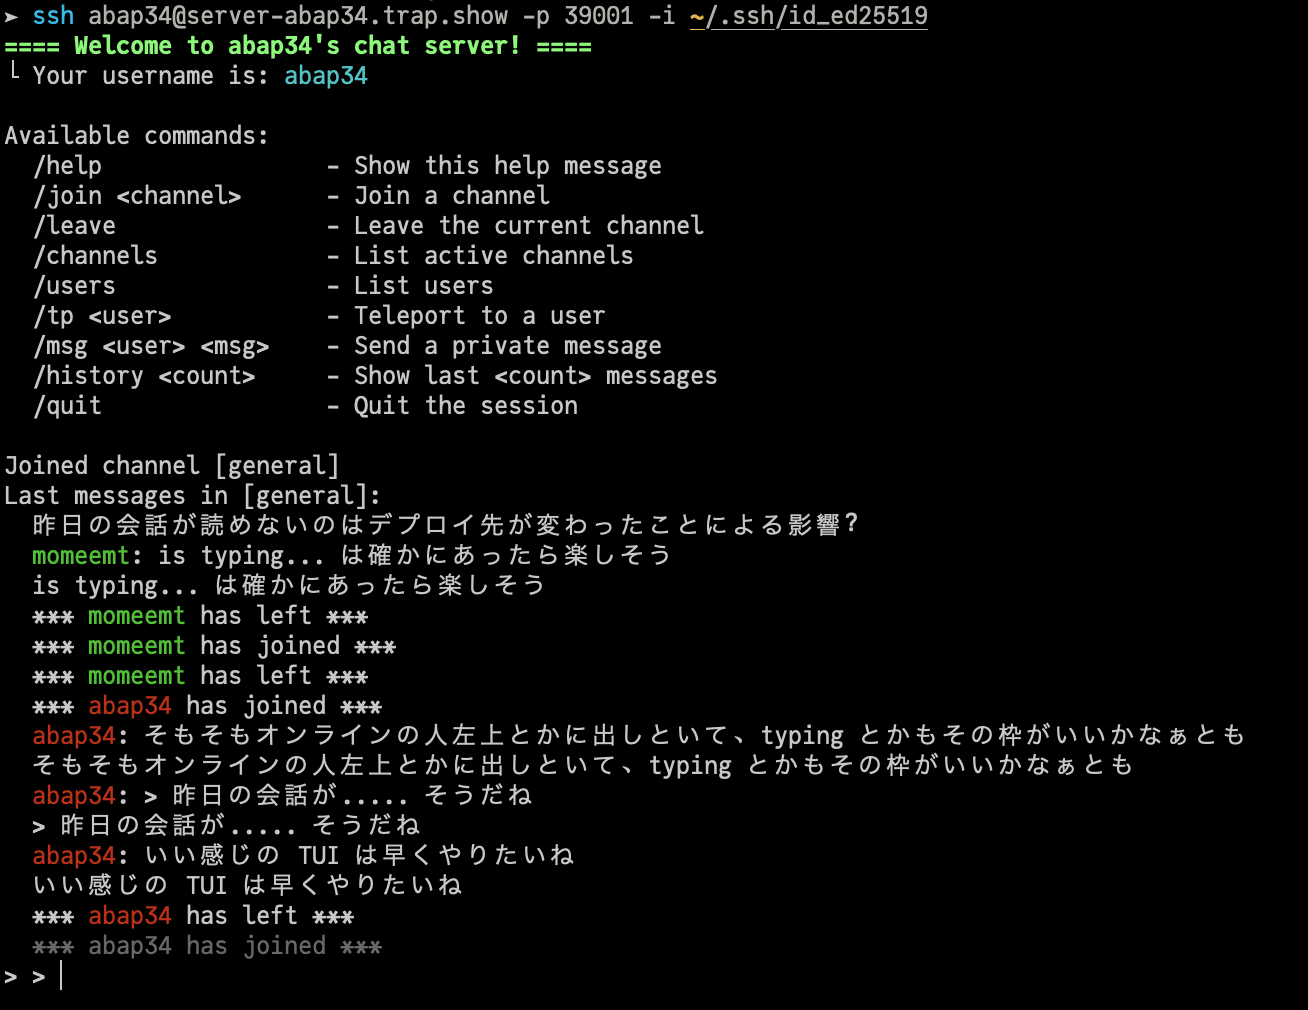 ➤ ssh abap34@server-abap34.trap.show -p 39001 -i ~/.ssh/id_ed25519
==== Welcome to abap34's chat server! ====
└ Your username is: abap34
Available commands:
/help - Show this help message
/join <channel> - Join a channel
/leave - Leave the current channel
/channels - List active channels
/users - List users
/tp <user> - Teleport to a user
/msg <user> <msg> - Send a private message
/history <count> - Show last <count> messages
/quit - Quit the session
Joined channel [general]
Last messages in [general]:
昨日の会話が読めないのはデプロイ先が変わったことによる影響?
momeemt: is typing... は確かにあったら楽しそう
is typing... は確かにあったら楽しそう
*** momeemt has left ***
*** momeemt has joined ***
*** momeemt has left ***
*** abap34 has joined ***
abap34: そもそもオンラインの人左上とかに出しといて、typing とかもその枠がいいかなぁとも
そもそもオンラインの人左上とかに出しといて、typing とかもその枠がいいかなぁとも
abap34: > 昨日の会話が..... そうだね
> 昨日の会話が..... そうだね
abap34: いい感じの TUI は早くやりたいね
いい感じの TUI は早くやりたいね
*** abap34 has left ***
*** abap34 has joined ***
> >